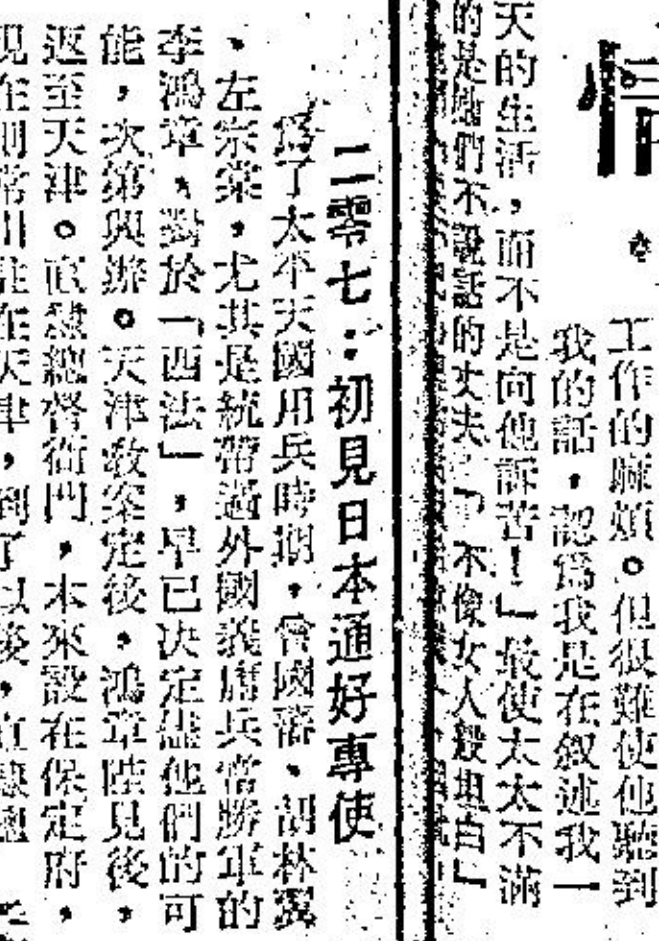 工作的麻煩。但很難使他聽到
我的話，認爲我是在叙述我一
天的生活，而不是向他訴苦！」最使太太不滿
的是她們不說話的丈夫「不像女人般坦白」
二零七：初見日本通好專使
爲了太平天國用兵時期，曾國藩、胡林翼
、左宗棠，尤其是統帶過外國兵常勝軍的
李鴻章，對於「西法」，早已決定儘他們的可
能，次第興辦。天津教案定後，鴻章陛見後，
返至天津。直隸總督衙門，本來設在保定府，
現在則常川駐在天津，到了以後，直隸總